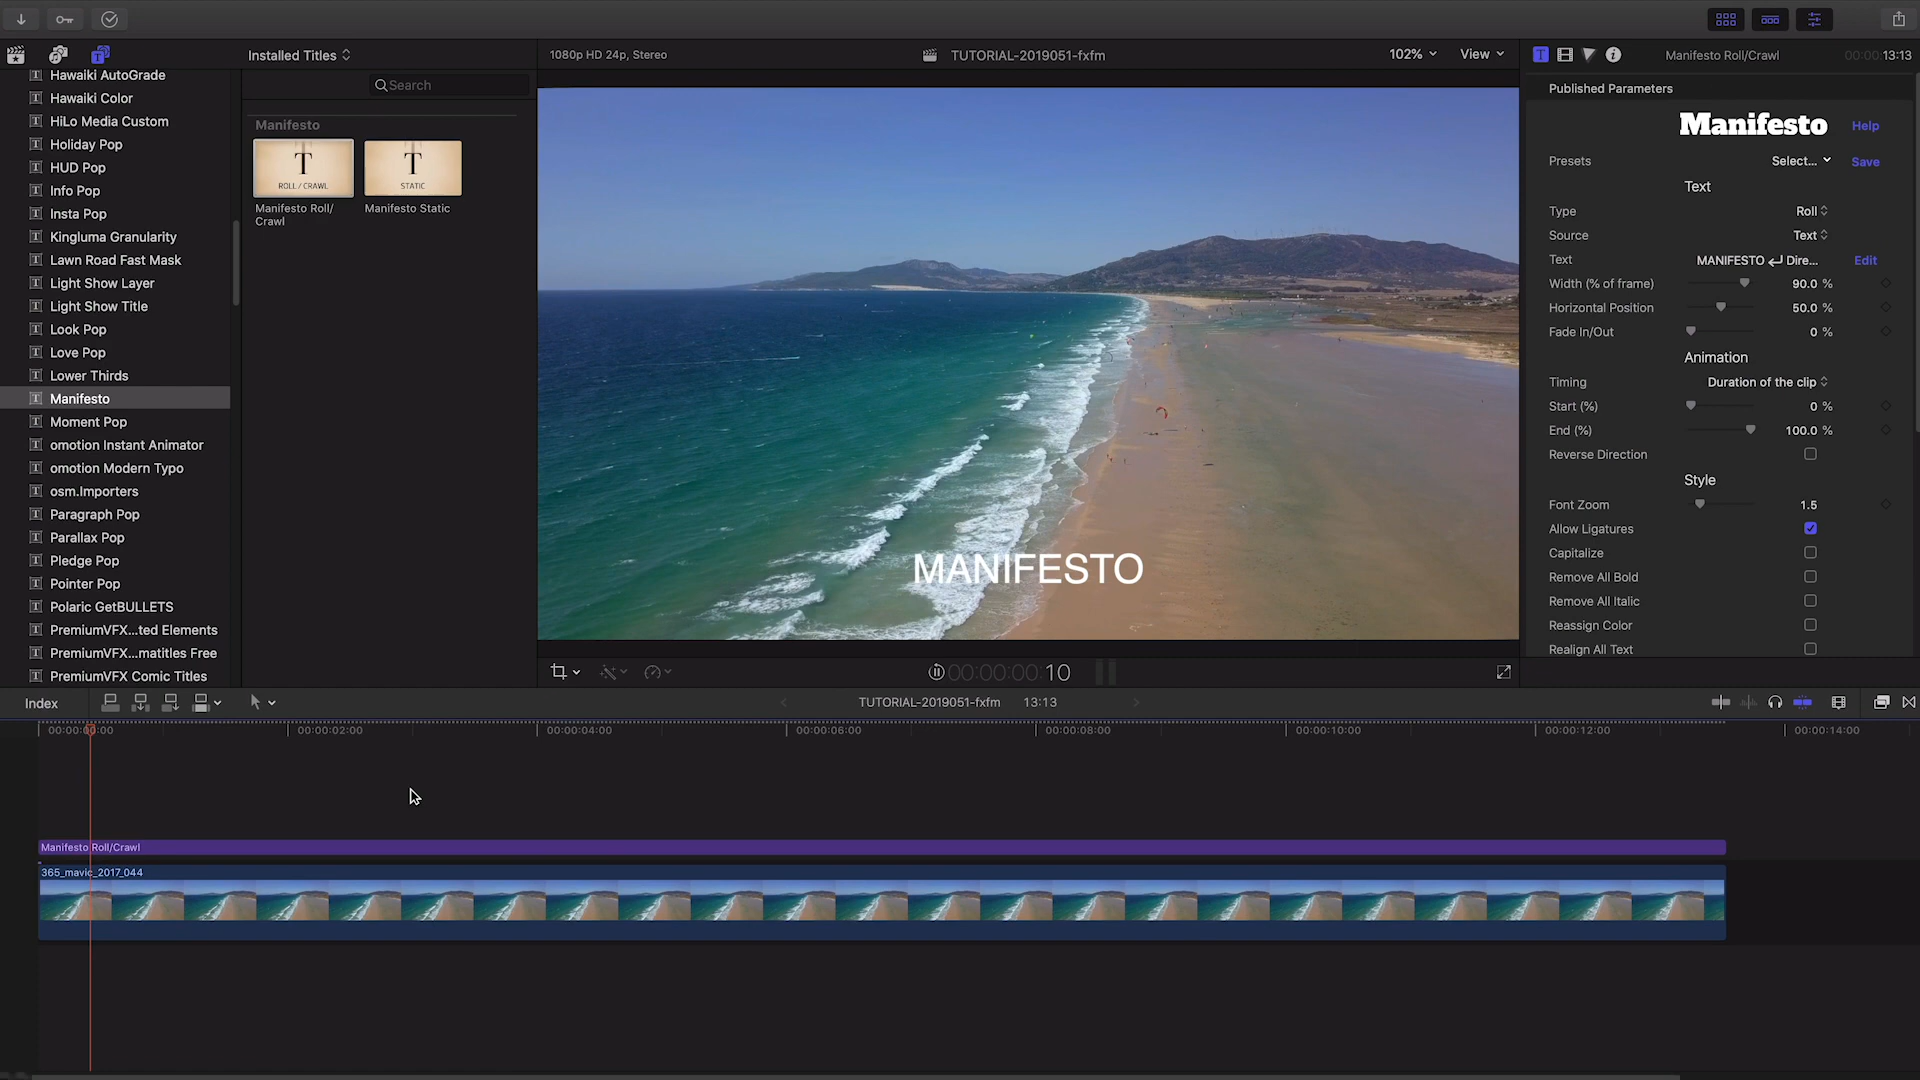 Installed Titles
1080p HD 24p, Stereo
TUTORIAL-2019051-fxfm
102%
View
Manifesto Roll/Crawl
00:00:13:13
Hawaiki AutoGrade
Hawaiki Color
HiLo Media Custom
Holiday Pop
HUD Pop
Info Pop
Insta Pop
Kingluma Granularity
Lawn Road Fast Mask
Light Show Layer
Light Show Title
Look Pop
Love Pop
Lower Thirds
Manifesto
Moment Pop
omotion Instant Animator
omotion Modern Typo
osm.Importers
Paragraph Pop
Parallax Pop
Pledge Pop
Pointer Pop
Polaric GetBULLETS
PremiumVFX...ted Elements
PremiumVFX...matitles Free
PremiumVFX Comic Titles
Search
Manifesto
T
ROLL / CRAWL
T
STATIC
Manifesto Roll/
Crawl
Manifesto Static
MANIFESTO
00:00:00:10
Published Parameters
Manifesto
Help
Presets
Select...
Save
Text
Type
Roll
Source
Text
Text
MANIFESTO ↵ Dire...
Edit
Width (% of frame)
90.0 %
Horizontal Position
50.0 %
Fade In/Out
0 %
Animation
Timing
Duration of the clip
Start (%)
0 %
End (%)
100.0 %
Reverse Direction
Style
Font Zoom
1.5
Allow Ligatures
Capitalize
Remove All Bold
Remove All Italic
Reassign Color
Realign All Text
Index
TUTORIAL-2019051-fxfm
13:13
00:00:00:00
00:00:02:00
00:00:04:00
00:00:06:00
00:00:08:00
00:00:10:00
00:00:12:00
00:00:14:00
Manifesto Roll/Crawl
365_mavic_2017_044